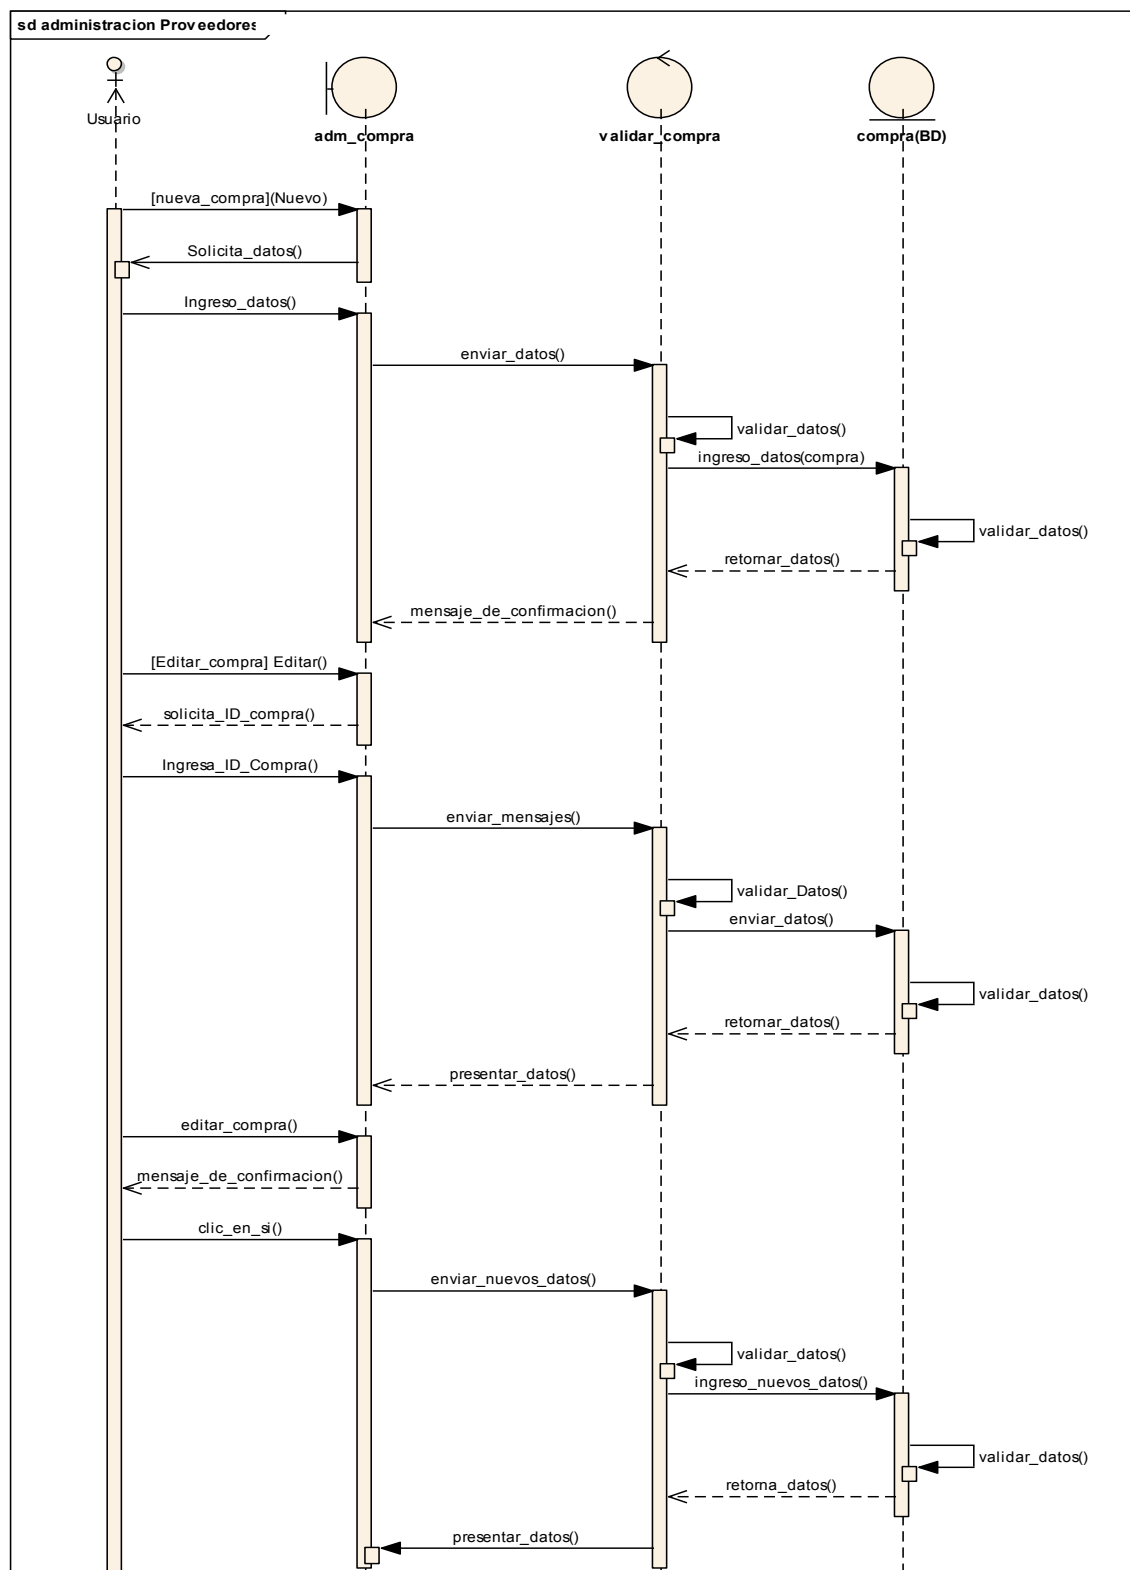 sd administracion Proveedores
Usuario
adm_compra
validar_compra
compra(BD)
[nueva_compra](Nuevo)
Solicita_datos()
Ingreso_datos()
enviar_datos()
validar_datos()
ingreso_datos(compra)
validar_datos()
retornar_datos()
mensaje_de_confirmacion()
[Editar_compra] Editar()
solicita_ID_compra()
Ingresa_ID_Compra()
enviar_mensajes()
validar_Datos()
enviar_datos()
validar_datos()
retornar_datos()
presentar_datos()
editar_compra()
mensaje_de_confirmacion()
clic_en_si()
enviar_nuevos_datos()
validar_datos()
ingreso_nuevos_datos()
validar_datos()
retorna_datos()
presentar_datos()